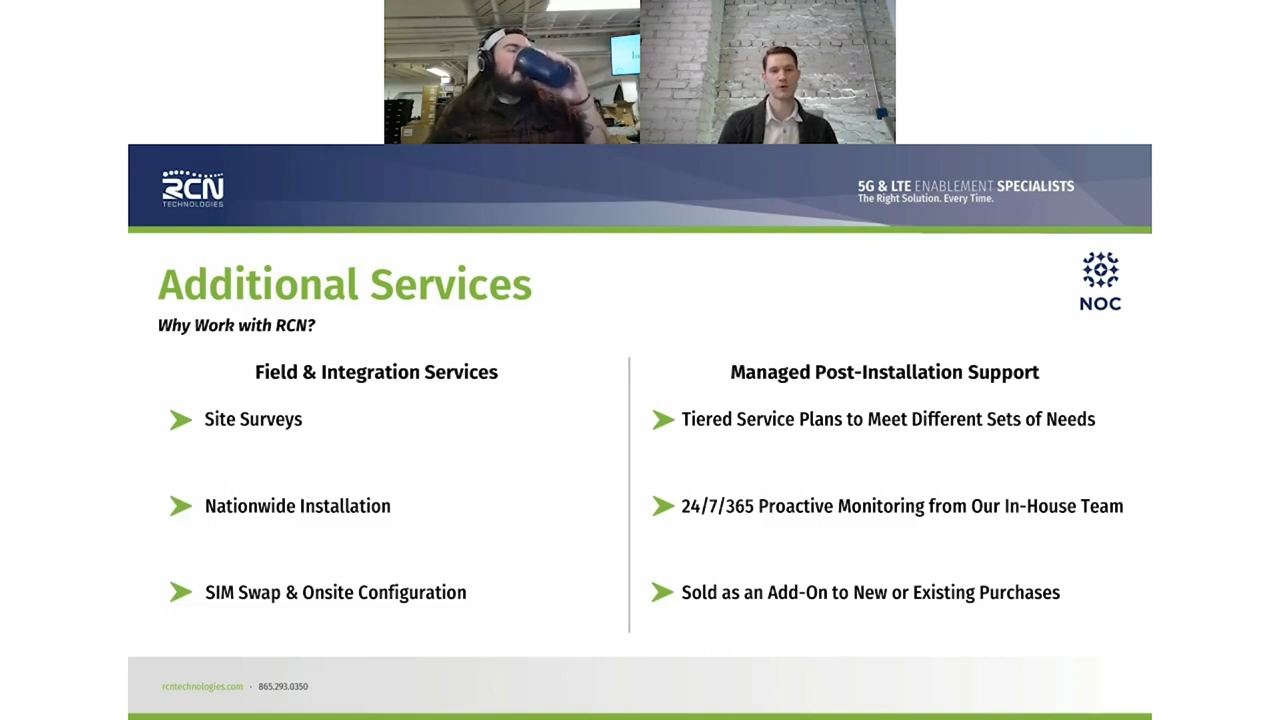 RCN
TECHNOLOGIES
5G & LTE ENABLEMENT SPECIALISTS
The Right Solution. Every Time.
Additional Services
NOC
Why Work with RCN?
Field & Integration Services
Site Surveys
Nationwide Installation
SIM Swap & Onsite Configuration
Managed Post-Installation Support
Tiered Service Plans to Meet Different Sets of Needs
24/7/365 Proactive Monitoring from Our In-House Team
Sold as an Add-On to New or Existing Purchases
rcntechnologies.com · 865.293.0350